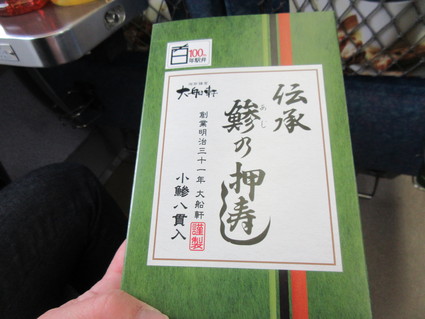 100年駅弁
伝承
鯵乃押寿し
あじ
大船軒
創業明治三十一年 大船軒
謹製
小鯵八貫入